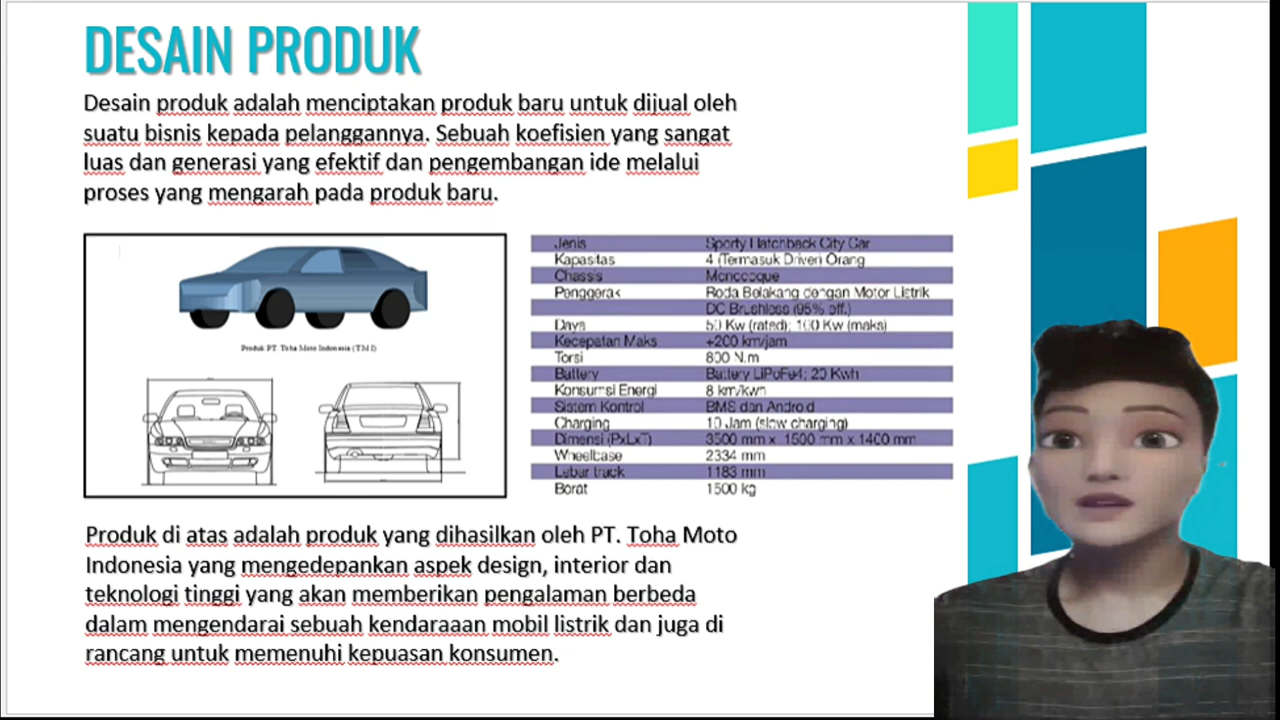 DESAIN PRODUK
Desain produk adalah menciptakan produk baru untuk dijual oleh
suatu bisnis kepada pelanggannya. Sebuah koefisien yang sangat
luas dan generasi yang efektif dan pengembangan ide melalui
proses yang mengarah pada produk baru.
Produk PT. Toha Moto Indonesia (TMI)
Jenis Sporty Hatchback City Car
Kapasitas 4 (Termasuk Driver) Orang
Chassis Monocoque
Penggerak Roda Belakang dengan Motor Listrik
DC Brushless (95% eff.)
Daya 50 Kw (rated); 100 Kw (maks)
Kecepatan Maks +200 km/jam
Torsi 800 N.m
Battery Battery LiPoFe4; 20 Kwh
Konsumsi Energi 8 km/kwh
Sistem Kontrol BMS dan Android
Charging 10 Jam (slow charging)
Dimensi (PxLxT) 3500 mm x 1500 mm x 1400 mm
Wheelbase 2334 mm
Lebar track 1183 mm
Berat 1500 kg
Produk di atas adalah produk yang dihasilkan oleh PT. Toha Moto
Indonesia yang mengedepankan aspek design, interior dan
teknologi tinggi yang akan memberikan pengalaman berbeda
dalam mengendarai sebuah kendaraaan mobil listrik dan juga di
rancang untuk memenuhi kepuasan konsumen.